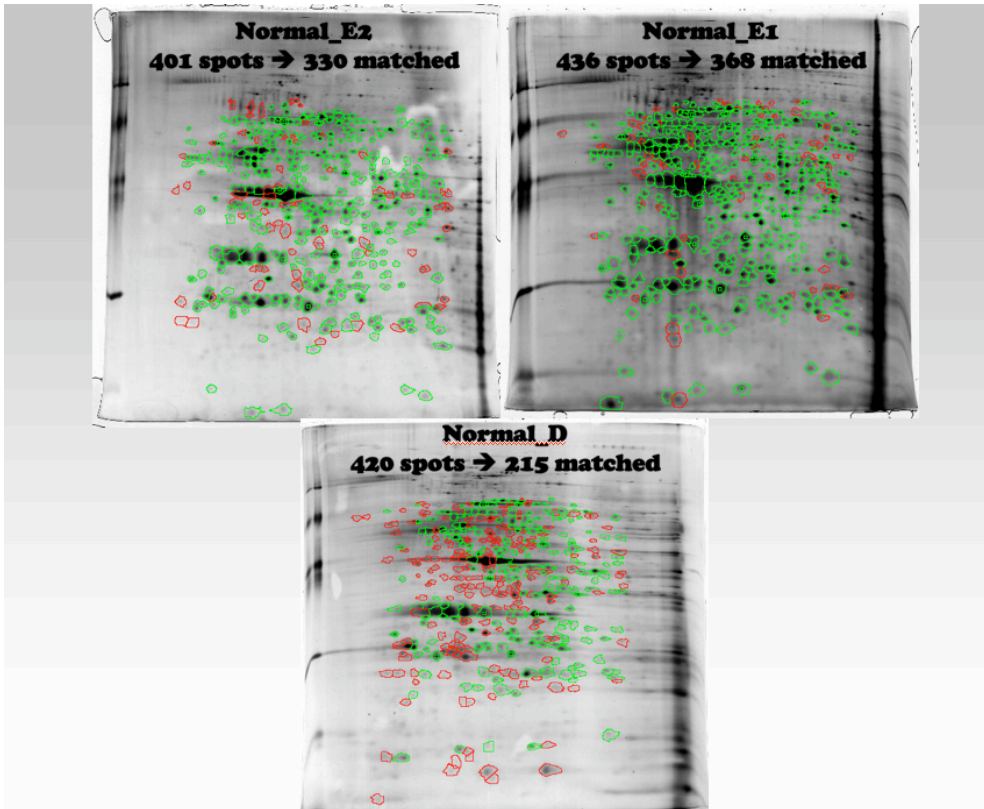 Normal_E2
401 spots → 330 matched
Normal_E1
436 spots → 368 matched
Normal_D
420 spots → 215 matched